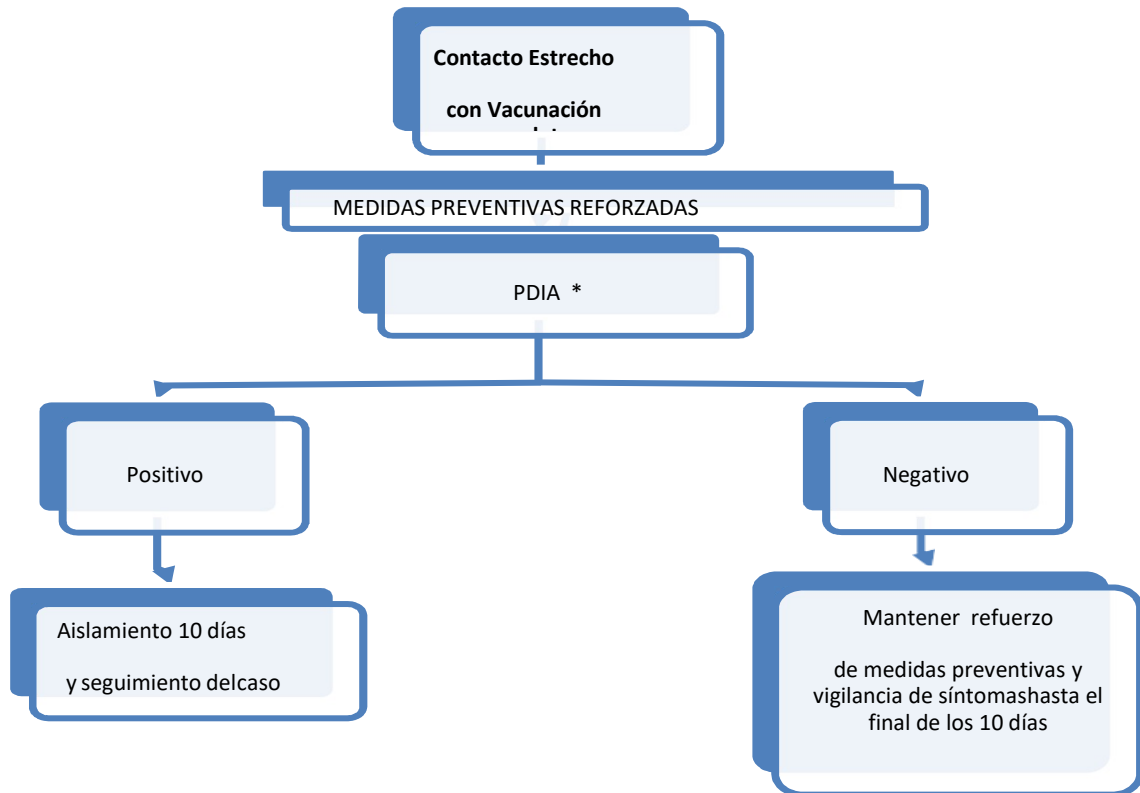 Contacto Estrecho
con Vacunación
MEDIDAS PREVENTIVAS REFORZADAS
PDIA *
Positivo
Negativo
Aislamiento 10 días
y seguimiento delcaso
Mantener refuerzo
de medidas preventivas y
vigilancia de síntomashasta el
final de los 10 días